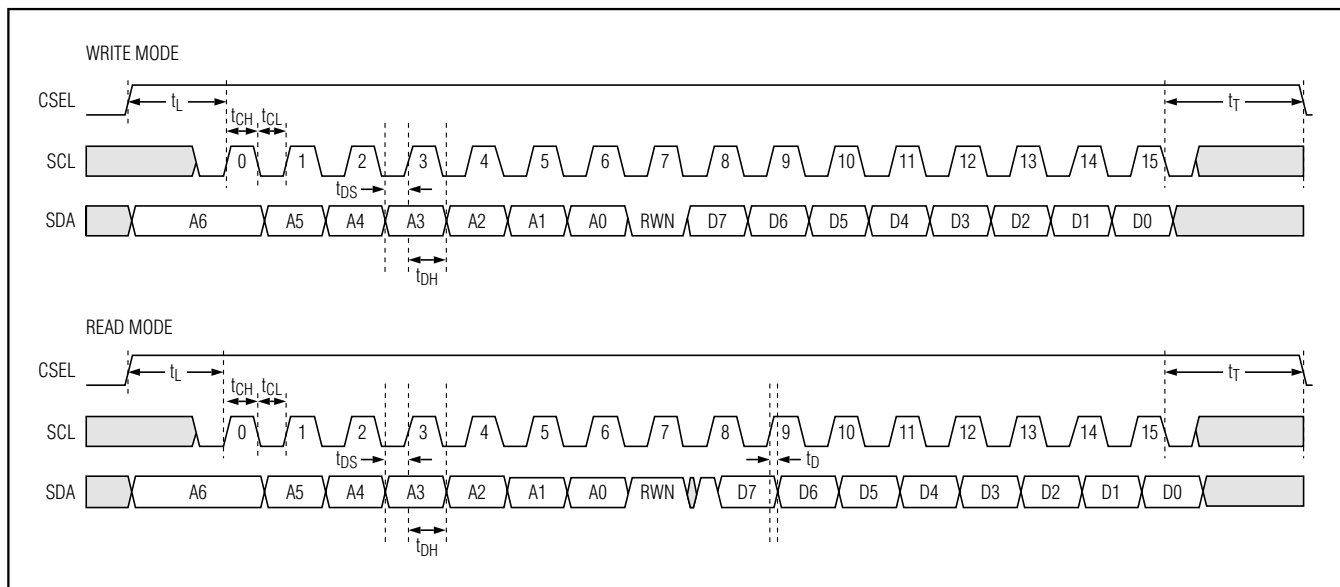 WRITE MODE
CSEL tL tT
tCH tCL
SCL 0 1 2 3 4 5 6 7 8 9 10 11 12 13 14 15
tDS
SDA A6 A5 A4 A3 A2 A1 A0 RWN D7 D6 D5 D4 D3 D2 D1 D0
tDH
READ MODE
CSEL tL tT
tCH tCL
SCL 0 1 2 3 4 5 6 7 8 9 10 11 12 13 14 15
tDS tD
SDA A6 A5 A4 A3 A2 A1 A0 RWN D7 D6 D5 D4 D3 D2 D1 D0
tDH